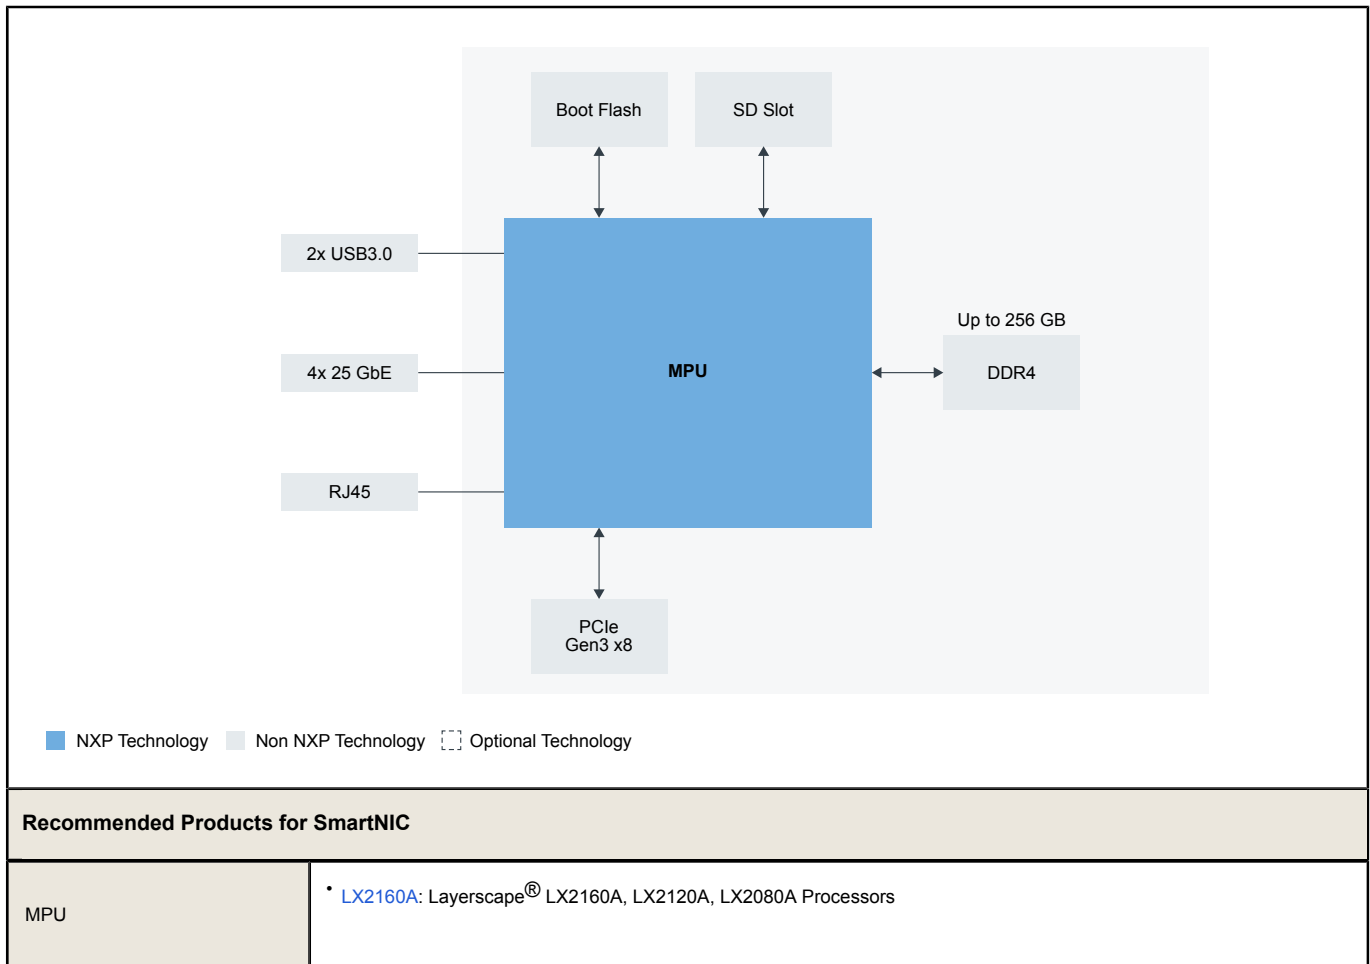 Boot Flash
SD Slot
2x USB3.0
Up to 256 GB
4x 25 GbE
MPU
DDR4
RJ45
PCIe
Gen3 x8
NXP Technology
Non NXP Technology
Optional Technology
Recommended Products for SmartNIC
MPU
• LX2160A: Layerscape® LX2160A, LX2120A, LX2080A Processors